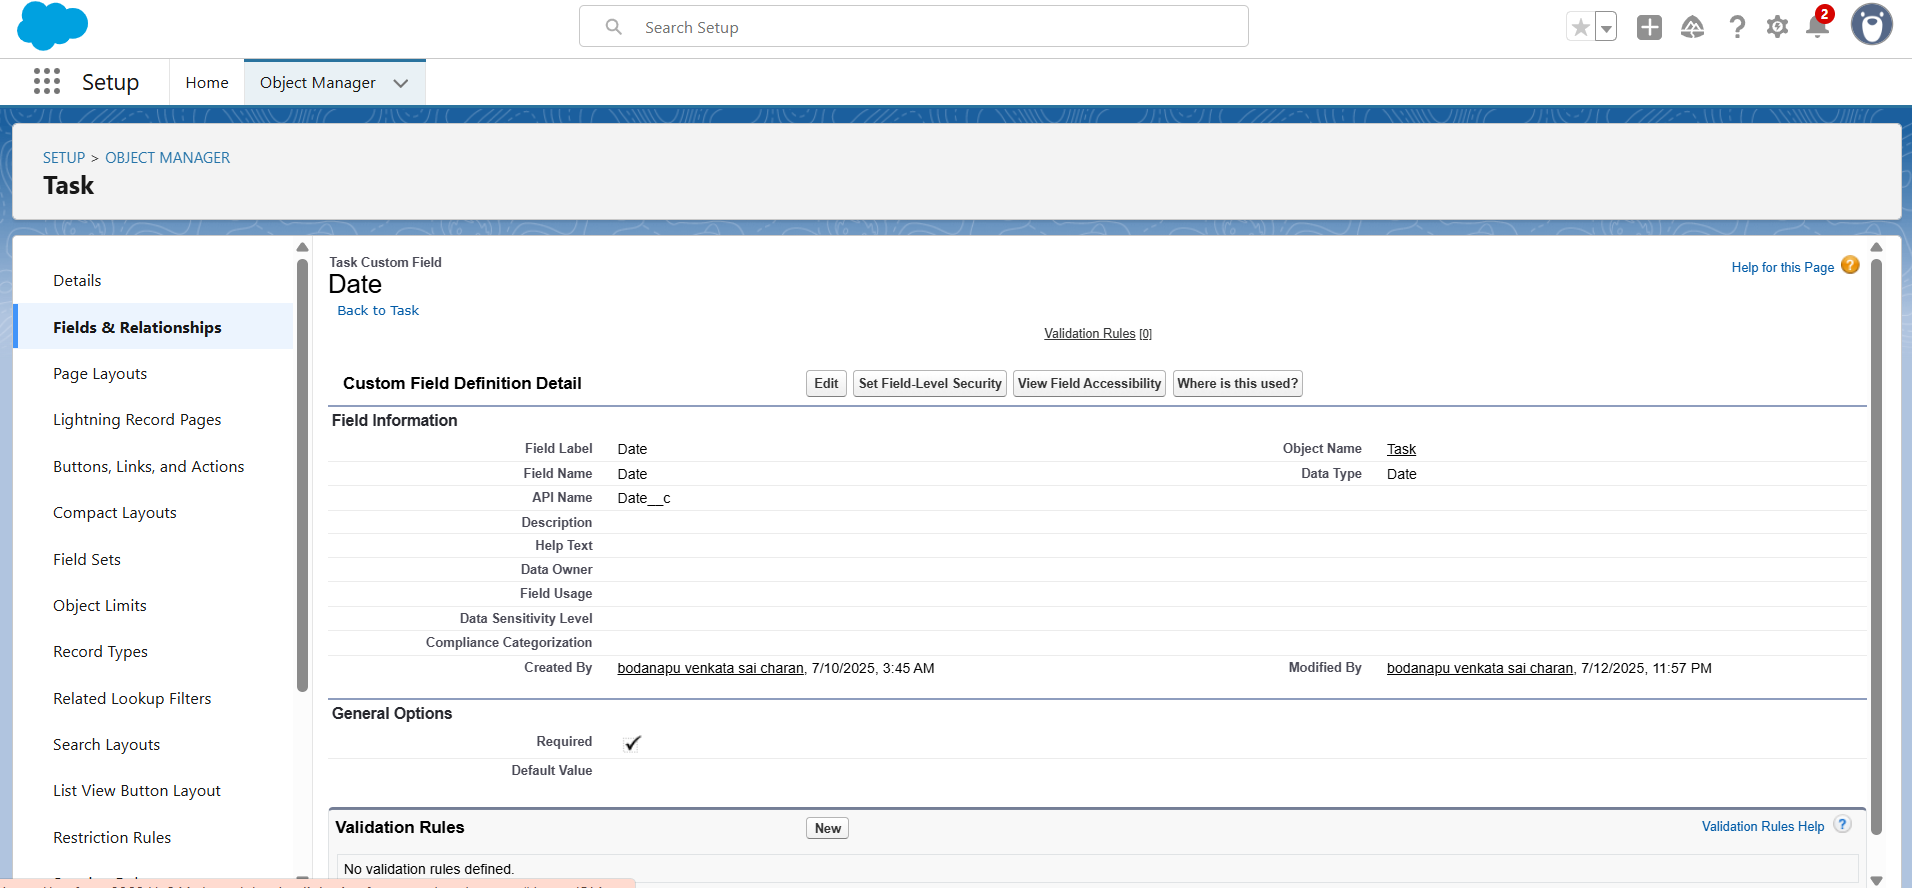 Search Setup
2
Setup
Home
Object Manager
SETUP > OBJECT MANAGER
Task
Details
Fields & Relationships
Page Layouts
Lightning Record Pages
Buttons, Links, and Actions
Compact Layouts
Field Sets
Object Limits
Record Types
Related Lookup Filters
Search Layouts
List View Button Layout
Restriction Rules
Task Custom Field
Date
Back to Task
Help for this Page ?
Validation Rules [0]
Custom Field Definition Detail
Edit
Set Field-Level Security
View Field Accessibility
Where is this used?
Field Information
Field Label Date
Object Name Task
Field Name Date
Data Type Date
API Name Date__c
Description
Help Text
Data Owner
Field Usage
Data Sensitivity Level
Compliance Categorization
Created By bodanapu venkata sai charan, 7/10/2025, 3:45 AM
Modified By bodanapu venkata sai charan, 7/12/2025, 11:57 PM
General Options
Required
Default Value
Validation Rules
New
Validation Rules Help ?
No validation rules defined.